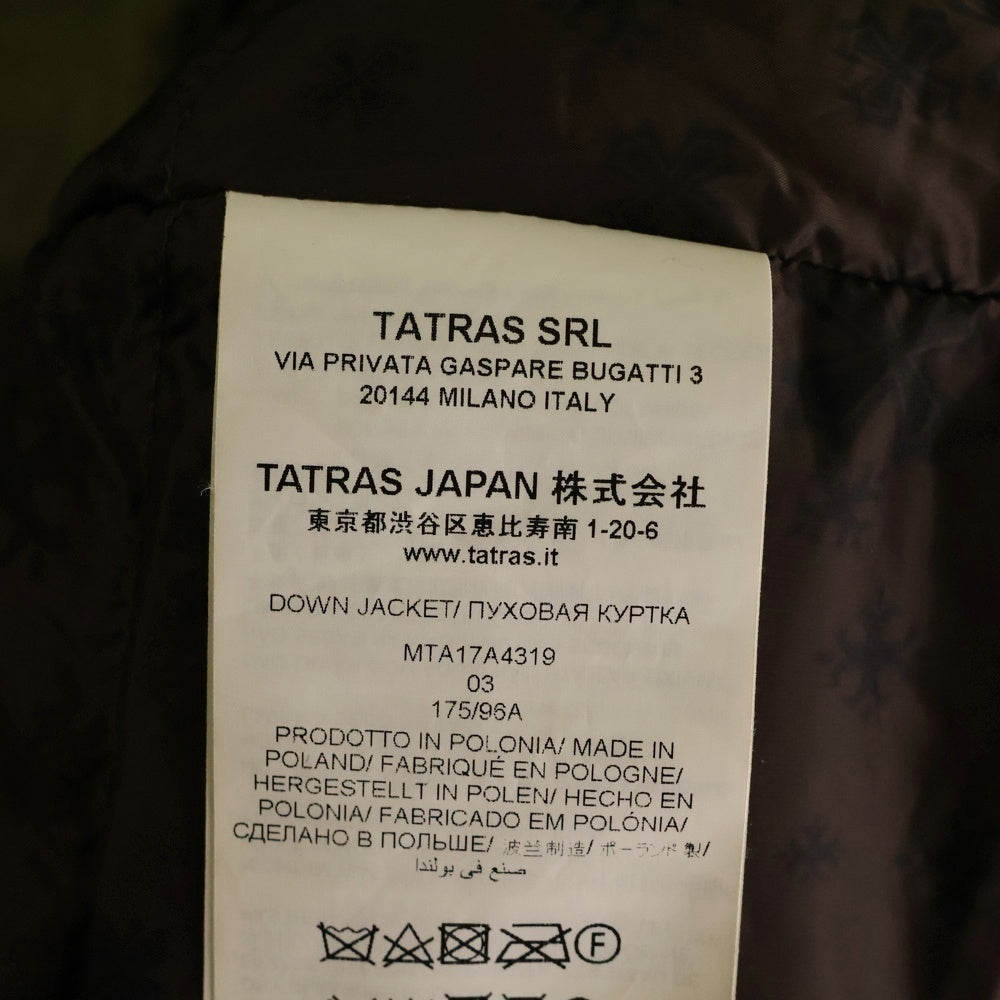 TATRAS SRL
VIA PRIVATA GASPARE BUGATTI 3
20144 MILANO ITALY
TATRAS JAPAN 株式会社
東京都渋谷区恵比寿南 1-20-6
www.tatras.it
DOWN JACKET/ ПУХОВАЯ КУРТКА
MTA17A4319
03
175/96A
PRODOTTO IN POLONIA/ MADE IN
POLAND/ FABRIQUÉ EN POLOGNE/
HERGESTELLT IN POLEN/ HECHO EN
POLONIA/ FABRICADO EM POLÓNIA/
СДЕЛАНО В ПОЛЬШЕ/ 波兰制造/ ポーランド 製/
صنع في بولندا
F